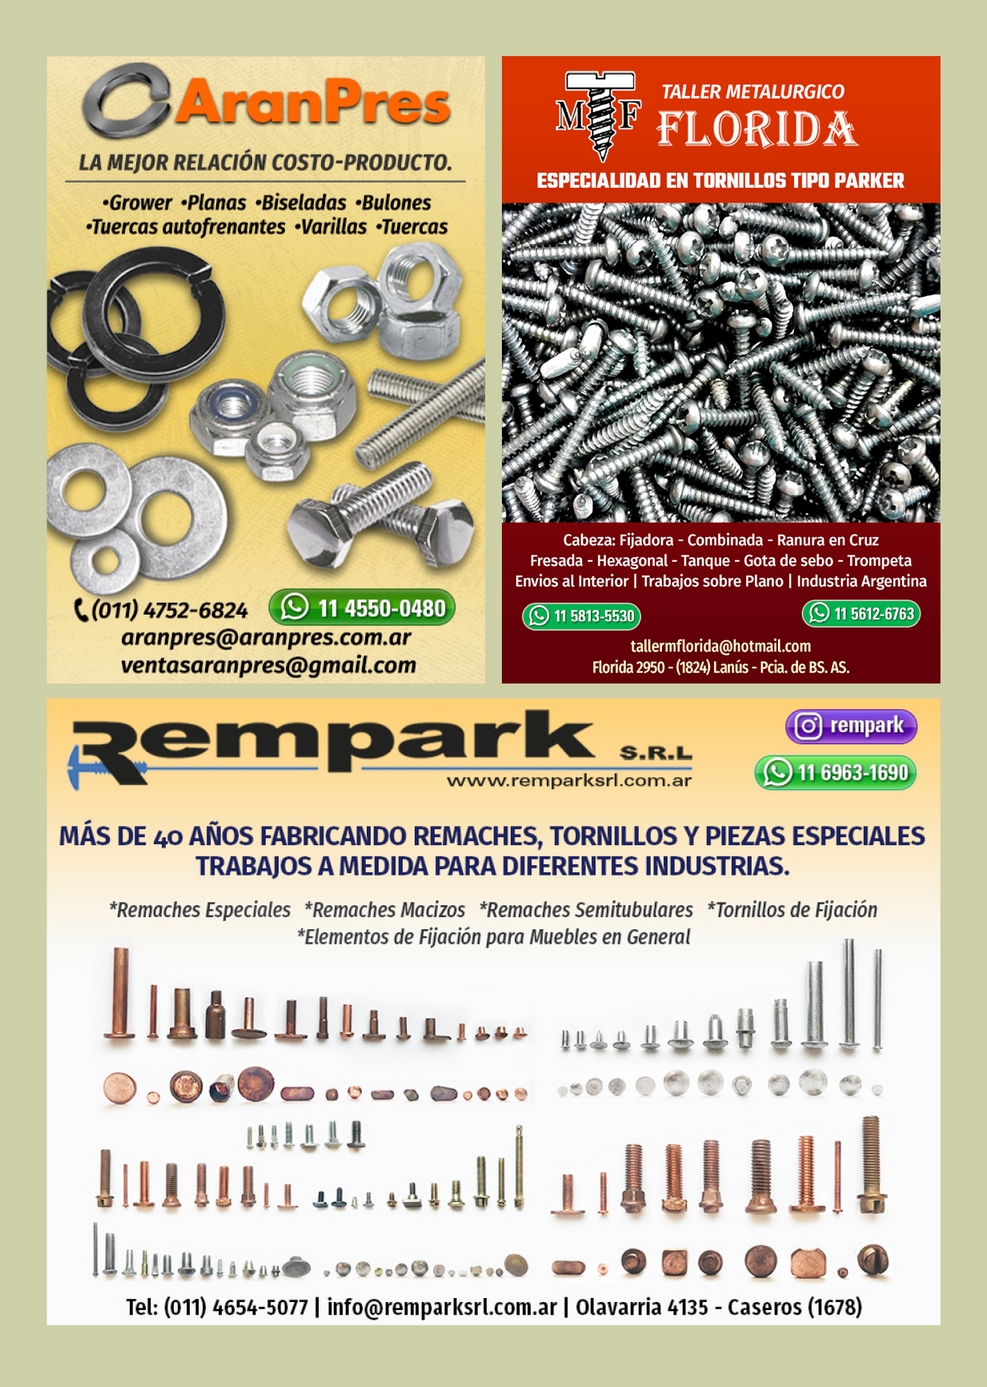 AranPres
LA MEJOR RELACIÓN COSTO-PRODUCTO.
•Grower •Planas •Biseladas •Bulones
•Tuercas autofrenantes •Varillas •Tuercas
(011) 4752-6824
11 4550-0480
aranpres@aranpres.com.ar
ventasaranpres@gmail.com
M F
TALLER METALURGICO
FLORIDA
ESPECIALIDAD EN TORNILLOS TIPO PARKER
Cabeza: Fijadora - Combinada - Ranura en Cruz
Fresada - Hexagonal - Tanque - Gota de sebo - Trompeta
Envios al Interior | Trabajos sobre Plano | Industria Argentina
11 5813-5530
11 5612-6763
tallermflorida@hotmail.com
Florida 2950 - (1824) Lanús - Pcia. de BS. AS.
Rempark S.R.L
www.remparksrl.com.ar
rempark
11 6963-1690
MÁS DE 40 AÑOS FABRICANDO REMACHES, TORNILLOS Y PIEZAS ESPECIALES
TRABAJOS A MEDIDA PARA DIFERENTES INDUSTRIAS.
*Remaches Especiales *Remaches Macizos *Remaches Semitubulares *Tornillos de Fijación
*Elementos de Fijación para Muebles en General
Tel: (011) 4654-5077 | info@remparksrl.com.ar | Olavarria 4135 - Caseros (1678)